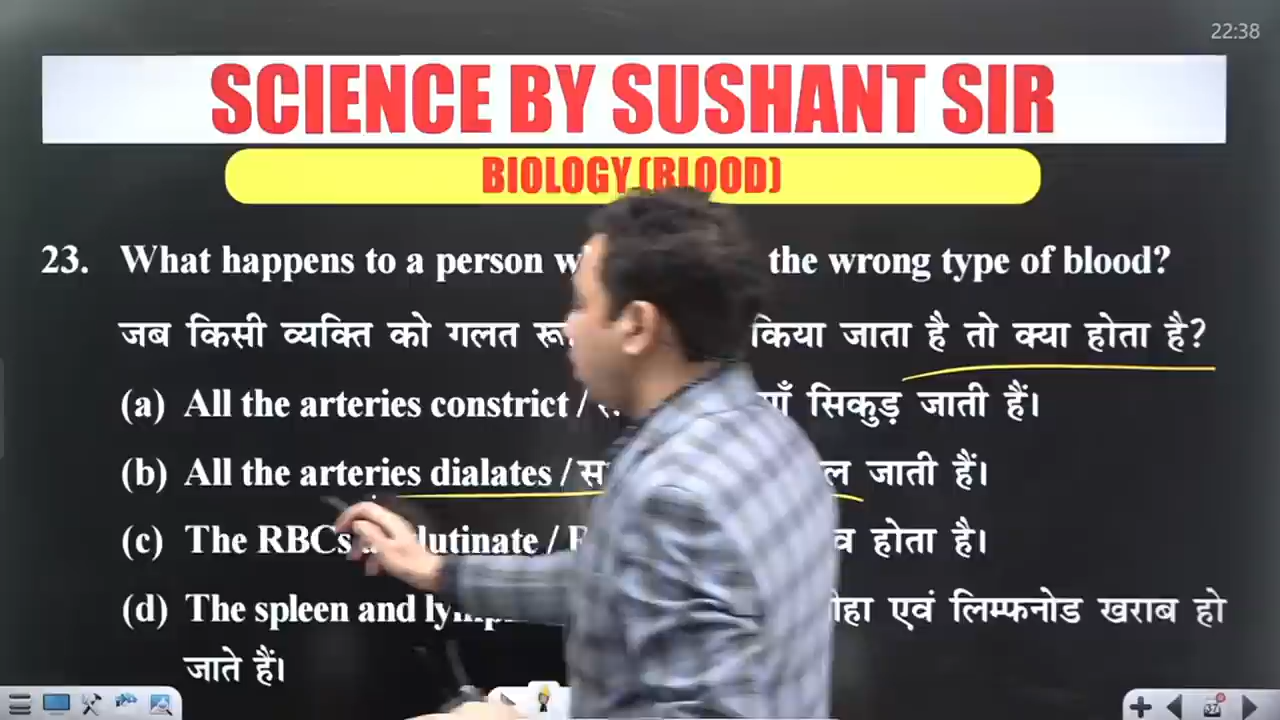 22:38
SCIENCE BY SUSHANT SIR
BIOLOGY (BLOOD)
23. What happens to a person the wrong type of blood?
जब किसी व्यक्ति को गलत किया जाता है तो क्या होता है?
(a) All the arteries constrict / सिकुड़ जाती हैं।
(b) All the arteries dialates / जाती हैं।
(c) The RBCs / होता है।
(d) The spleen and एवं लिम्फनोड खराब हो
जाते हैं।
37